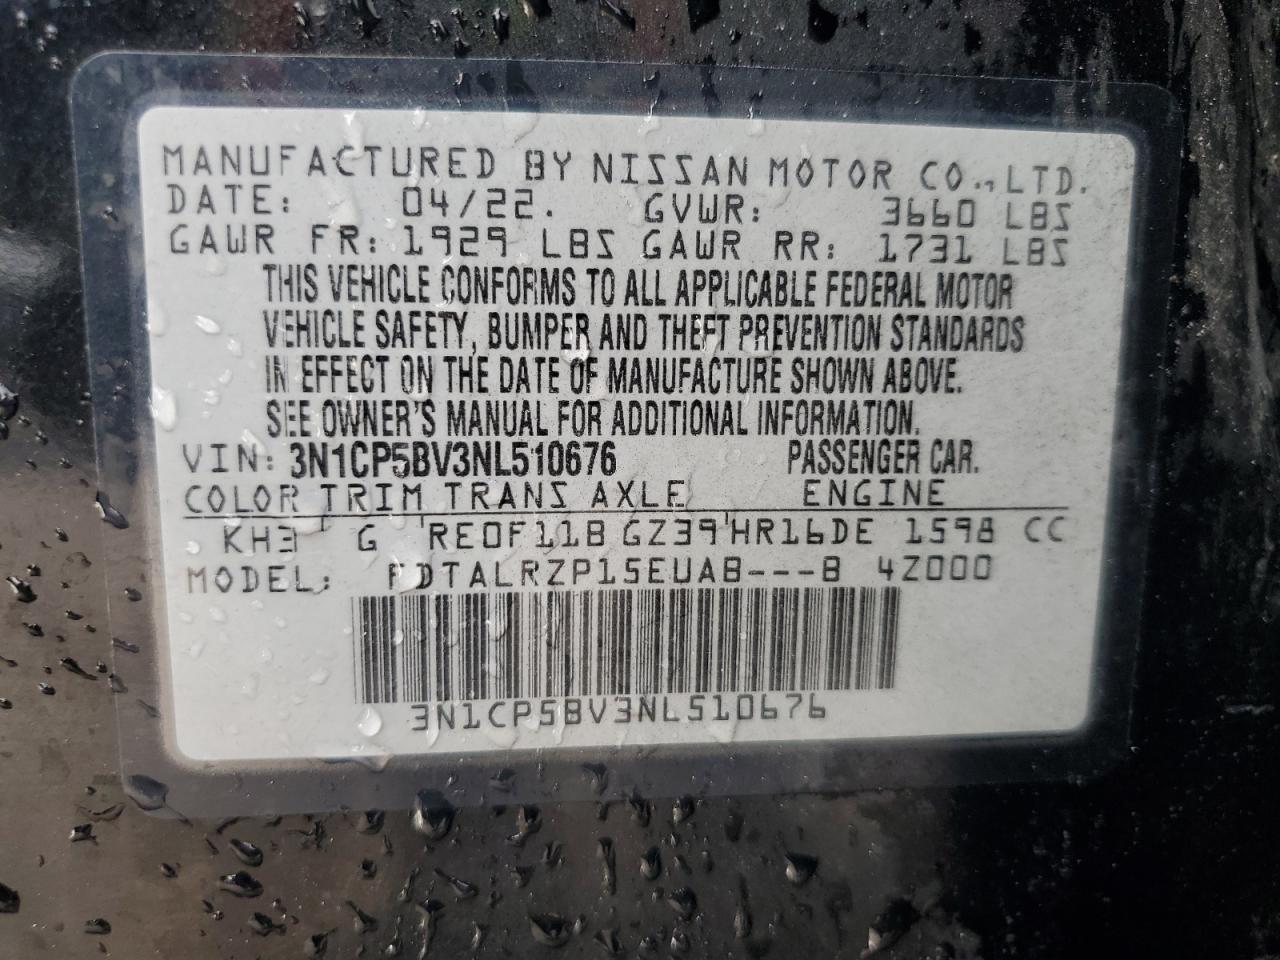 MANUFACTURED BY NISSAN MOTOR CO., LTD.
DATE: 04/22. GVWR: 3660 LBS
GAWR FR: 1929 LBS GAWR RR: 1731 LBS
THIS VEHICLE CONFORMS TO ALL APPLICABLE FEDERAL MOTOR
VEHICLE SAFETY, BUMPER AND THEFT PREVENTION STANDARDS
IN EFFECT ON THE DATE OF MANUFACTURE SHOWN ABOVE.
SEE OWNER'S MANUAL FOR ADDITIONAL INFORMATION.
VIN: 3N1CP5BV3NL510676 PASSENGER CAR.
COLOR TRIM TRANS AXLE ENGINE
KH3 G RE0F11B GZ39 HR16DE 1598 CC
MODEL: FDTALRZP15EUAB---B 4Z000
3N1CP5BV3NL510676